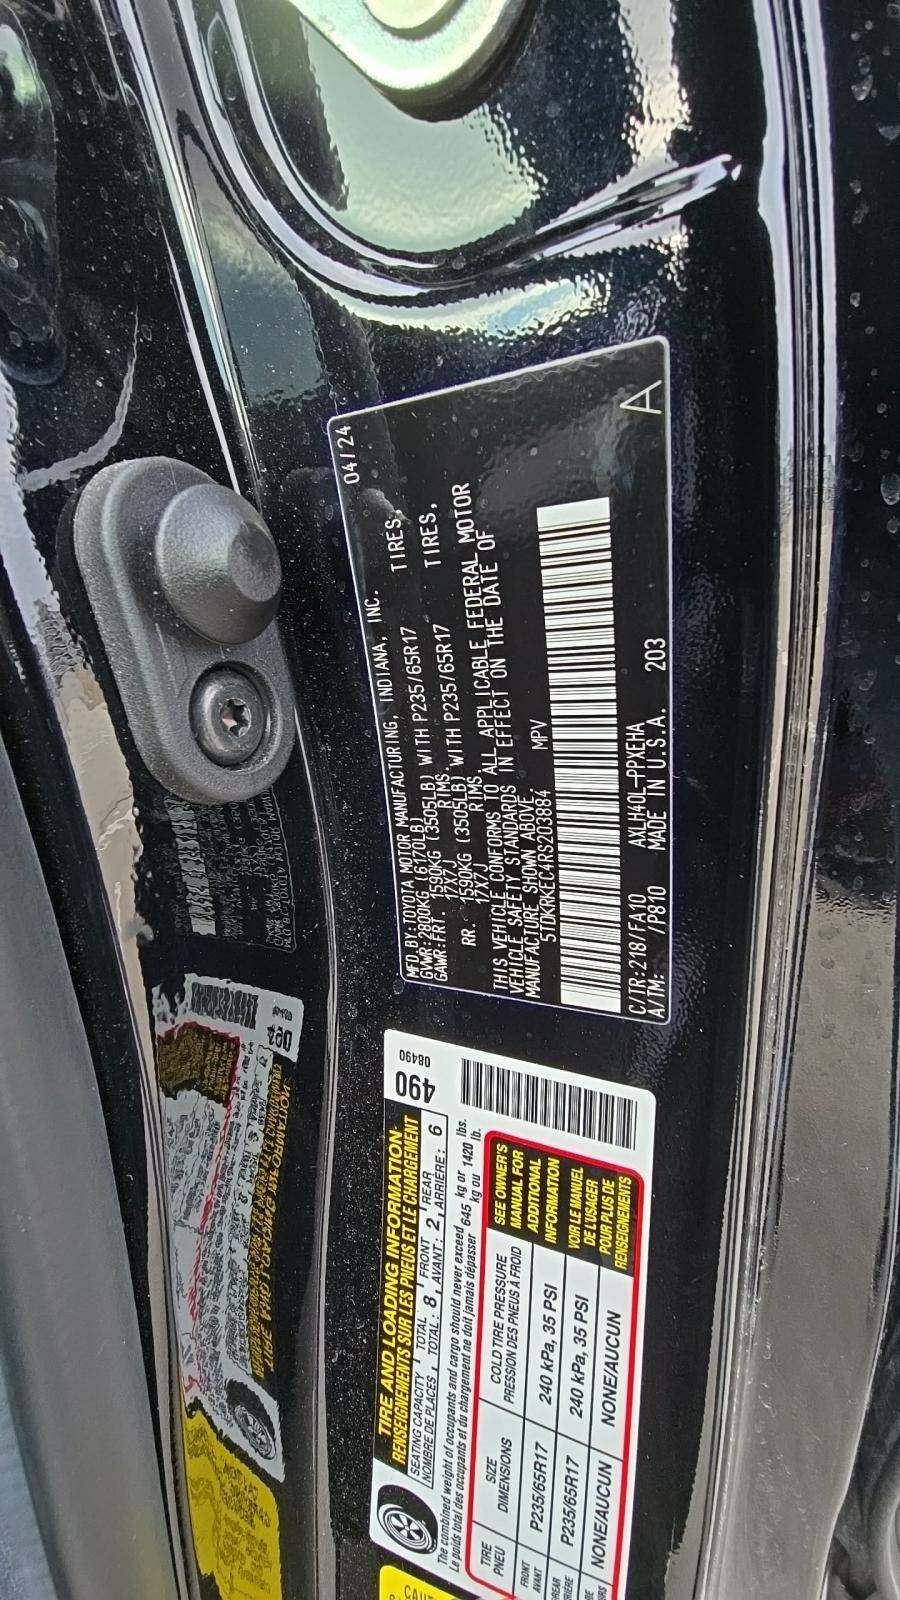 04/24
MFD.BY:TOYOTA MOTOR MANUFACTURING, INDIANA, INC.
GVWR:2800KG (6170LB)
GAWR:FRT. 1590KG (3505LB) WITH P235/65R17 TIRES,
17X7J RIMS.
RR. 1590KG (3505LB) WITH P235/65R17 TIRES,
17X7J RIMS.
THIS VEHICLE CONFORMS TO ALL APPLICABLE FEDERAL MOTOR
VEHICLE SAFETY STANDARDS IN EFFECT ON THE DATE OF
MANUFACTURE SHOWN ABOVE.
5TDKRKEC4RS203884 MPV
C/TR:218/FA10 AXLH40L-PPXEHA
A/TM: /P810 MADE IN U.S.A. 203
A
TIRE AND LOADING INFORMATION
RENSEIGNEMENTS SUR LES PNEUS ET LE CHARGEMENT
490
08490
SEATING CAPACITY TOTAL FRONT REAR
NOMBRE DE PLACES TOTAL : 8 AVANT : 2 ARRIÈRE : 6
The combined weight of occupants and cargo should never exceed 645 kg or 1420 lbs.
Le poids total des occupants et du chargement ne doit jamais dépasser kg ou lb.
TIRE SIZE COLD TIRE PRESSURE
PNEU DIMENSIONS PRESSION DES PNEUS À FROID
FRONT P235/65R17 240 kPa, 35 PSI
AVANT
REAR P235/65R17 240 kPa, 35 PSI
NONE/AUCUN NONE/AUCUN
SEE OWNER'S
MANUAL FOR
ADDITIONAL
INFORMATION
VOIR LE MANUEL
DE L'USAGER
POUR PLUS DE
RENSEIGNEMENTS